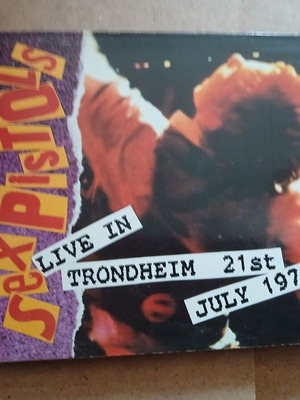 SEX PISTOLS
LIVE IN
TRONDHEIM 21st
JULY 197